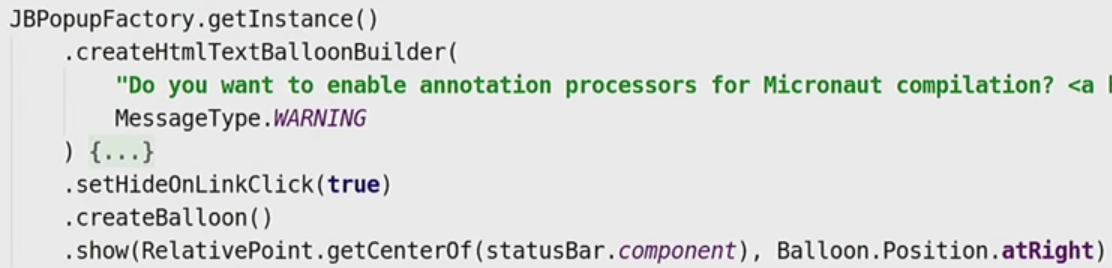 JBPopupFactory.getInstance()
.createHtmlTextBalloonBuilder(
"Do you want to enable annotation processors for Micronaut compilation? <a
MessageType.WARNING
) {...}
.setHideOnLinkClick(true)
.createBalloon()
.show(RelativePoint.getCenterOf(statusBar.component), Balloon.Position.atRight)